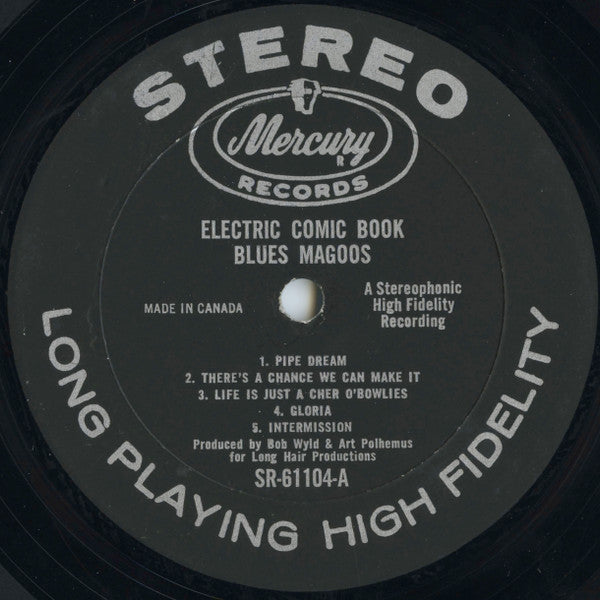 STEREO
Mercury
R
RECORDS
ELECTRIC COMIC BOOK
BLUES MAGOOS
MADE IN CANADA
A Stereophonic
High Fidelity
Recording
1. PIPE DREAM
2. THERE'S A CHANCE WE CAN MAKE IT
3. LIFE IS JUST A CHER O'BOWLIES
4. GLORIA
5. INTERMISSION
Produced by Bob Wyld & Art Polhemus
for Long Hair Productions
SR-61104-A
LONG PLAYING HIGH FIDELITY